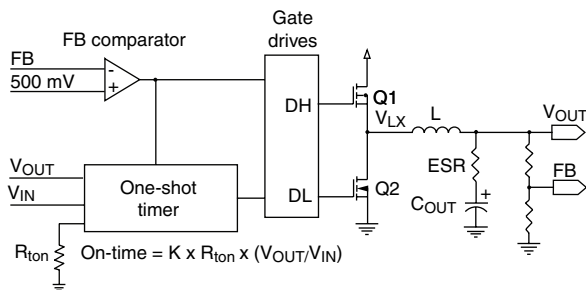 Gate
drives
FB comparator
FB
500 mV
-
+
DH
Q1
VLX
L
VOUT
ESR
FB
VOUT
VIN
One-shot
timer
DL
Q2
COUT
+
Rton
On-time = K x Rton x (VOUT/VIN)